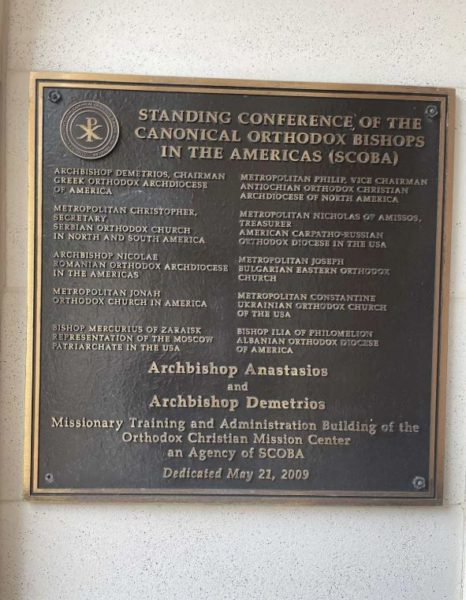 STANDING CONFERENCE OF THE
CANONICAL ORTHODOX BISHOPS
IN THE AMERICAS (SCOBA)
ARCHBISHOP DEMETRIOS, CHAIRMAN
GREEK ORTHODOX ARCHDIOCESE
OF AMERICA
METROPOLITAN CHRISTOPHER,
SECRETARY,
SERBIAN ORTHODOX CHURCH
IN NORTH AND SOUTH AMERICA
ARCHBISHOP NICOLAE
ROMANIAN ORTHODOX ARCHDIOCESE
IN THE AMERICAS
METROPOLITAN JONAH
ORTHODOX CHURCH IN AMERICA
BISHOP MERCURIUS OF ZARAISK
REPRESENTATION OF THE MOSCOW
PATRIARCHATE IN THE USA
METROPOLITAN PHILIP, VICE CHAIRMAN
ANTIOCHIAN ORTHODOX CHRISTIAN
ARCHDIOCESE OF NORTH AMERICA
METROPOLITAN NICHOLAS OF AMISSOS,
TREASURER
AMERICAN CARPATHO-RUSSIAN
ORTHODOX DIOCESE IN THE USA
METROPOLITAN JOSEPH
BULGARIAN EASTERN ORTHODOX
CHURCH
METROPOLITAN CONSTANTINE
UKRAINIAN ORTHODOX CHURCH
OF THE USA
BISHOP ILIA OF PHILOMELION
ALBANIAN ORTHODOX DIOCESE
OF AMERICA
Archbishop Anastasios
and
Archbishop Demetrios
Missionary Training and Administration Building of the
Orthodox Christian Mission Center
an Agency of SCOBA
Dedicated May 21, 2009